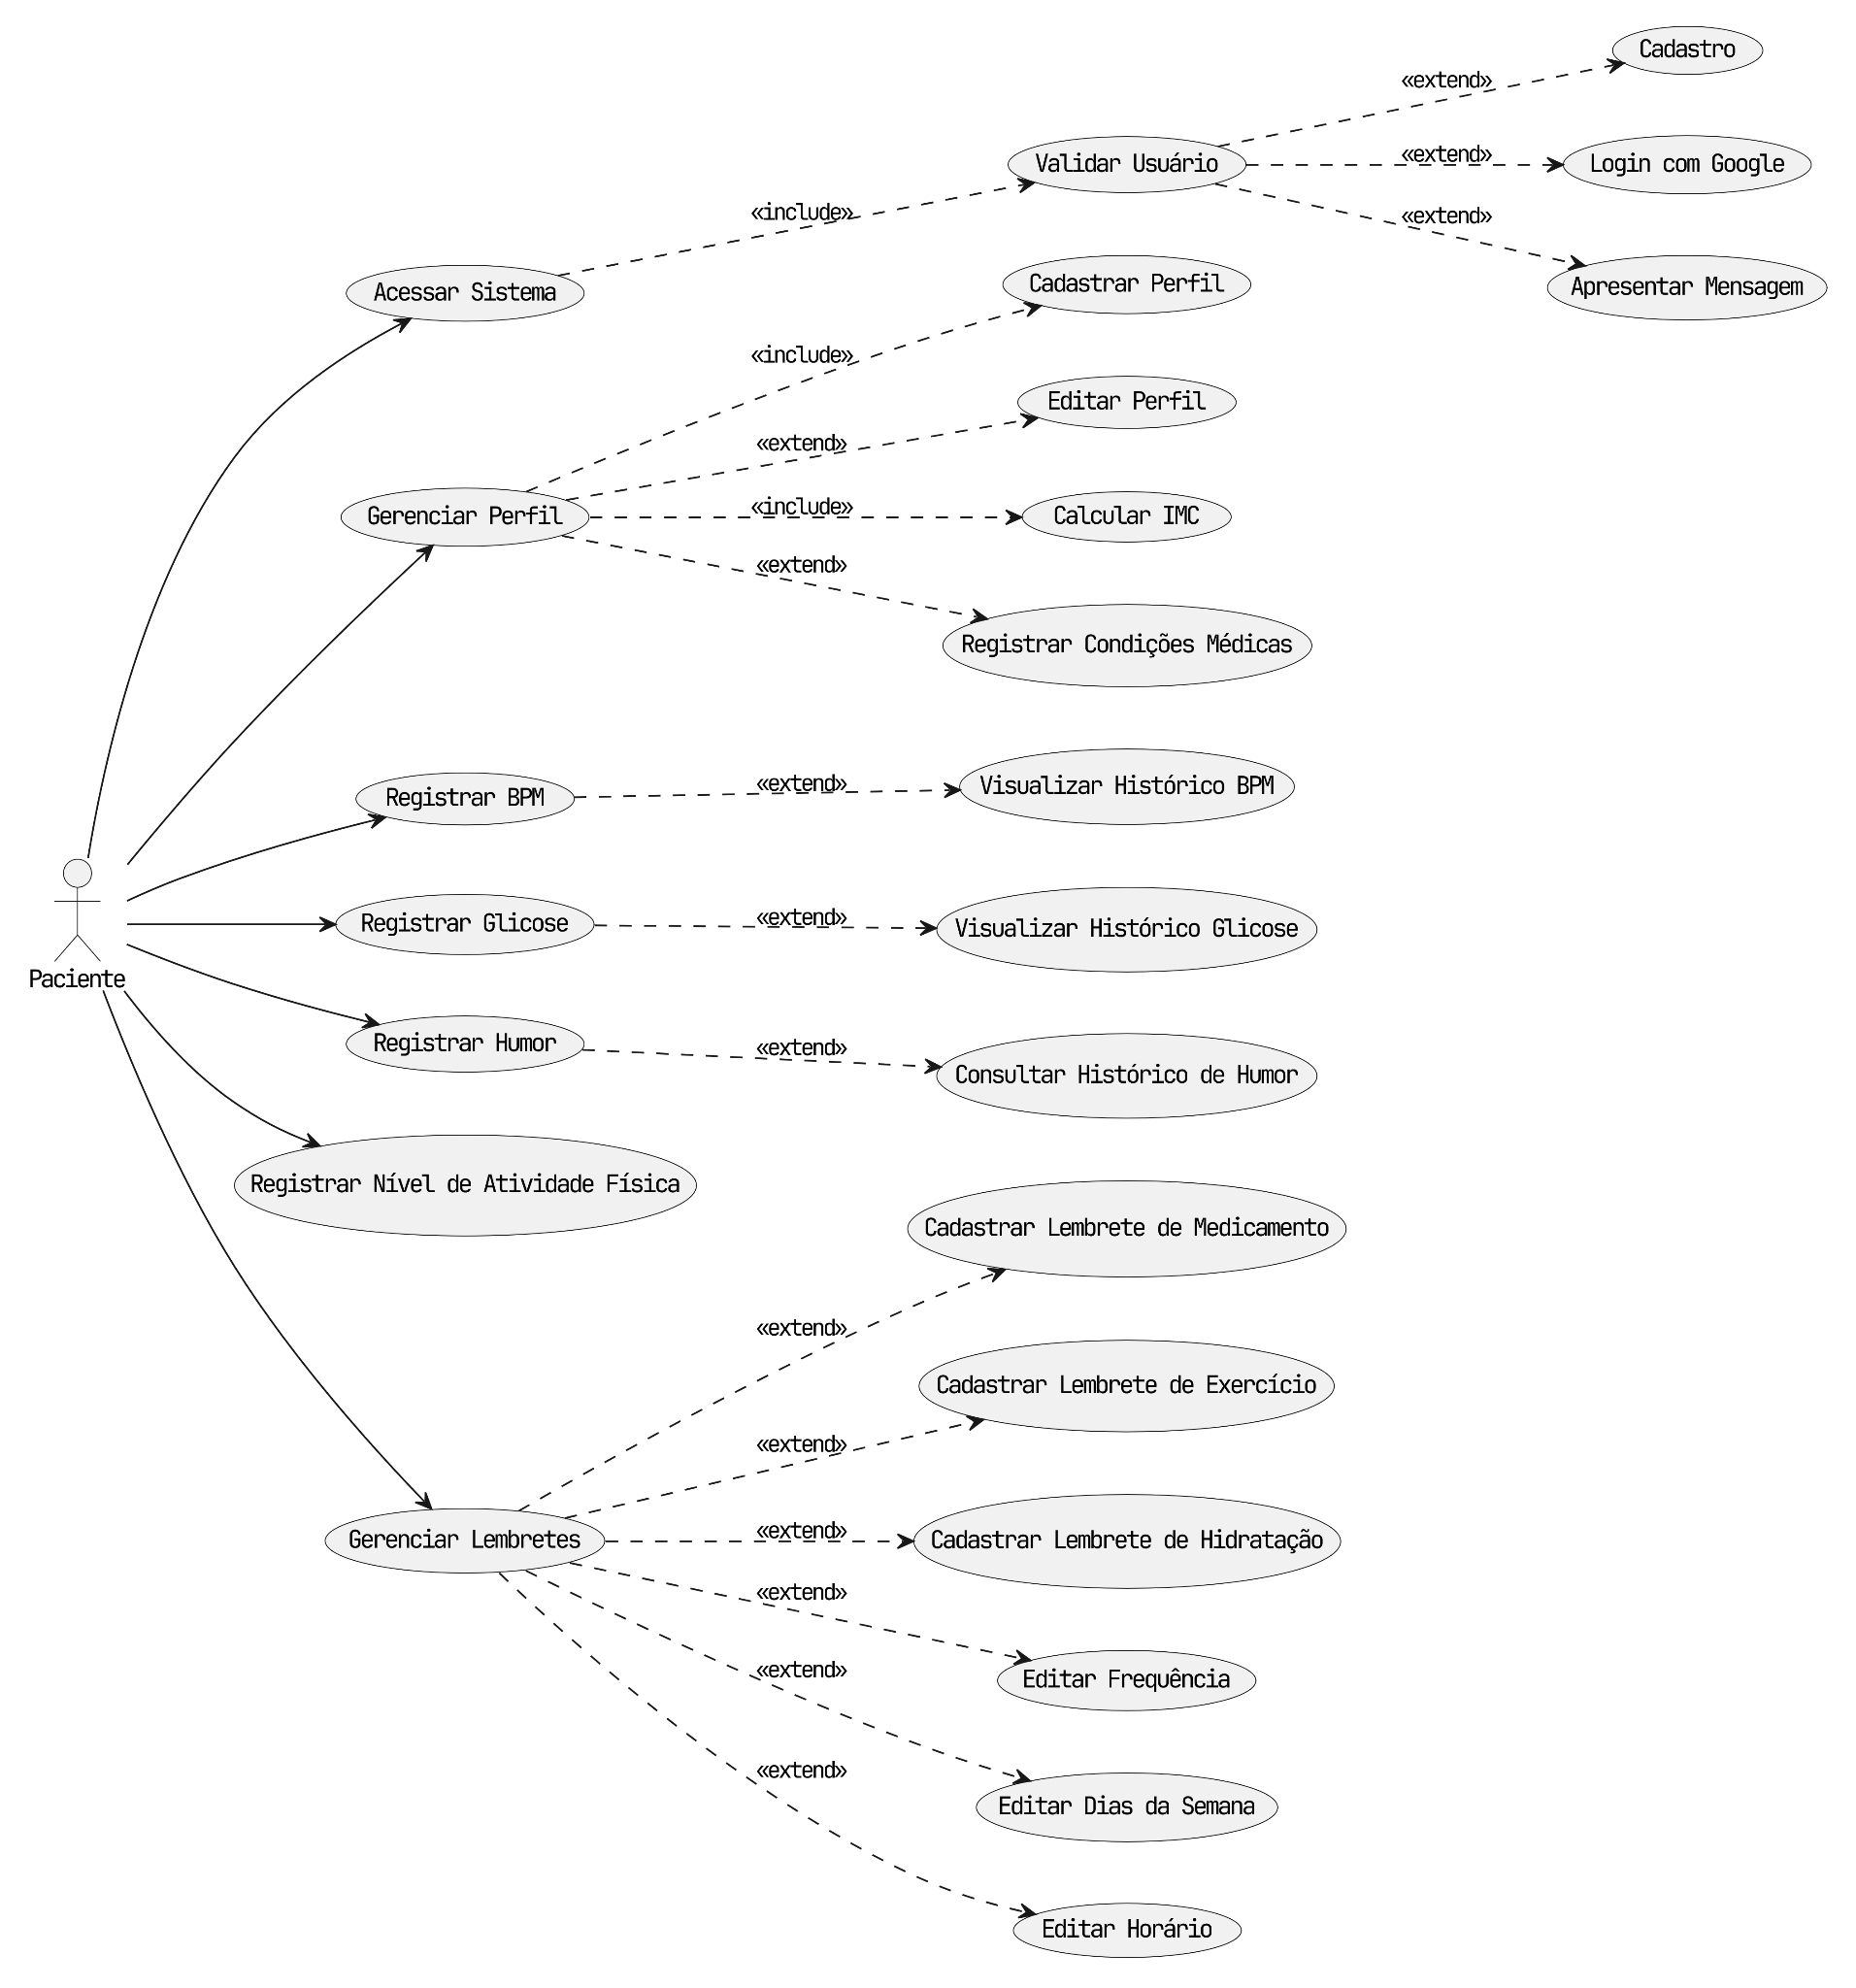 Cadastro
«extend»
Validar Usuário
«extend»
Login com Google
«include»
«extend»
Apresentar Mensagem
Acessar Sistema
Cadastrar Perfil
«include»
Editar Perfil
«extend»
Gerenciar Perfil
«include»
Calcular IMC
«extend»
Registrar Condições Médicas
Registrar BPM
«extend»
Visualizar Histórico BPM
Registrar Glicose
«extend»
Visualizar Histórico Glicose
Paciente
Registrar Humor
«extend»
Consultar Histórico de Humor
Registrar Nível de Atividade Física
Cadastrar Lembrete de Medicamento
«extend»
Cadastrar Lembrete de Exercício
«extend»
Gerenciar Lembretes
«extend»
Cadastrar Lembrete de Hidratação
«extend»
Editar Frequência
«extend»
Editar Dias da Semana
«extend»
Editar Horário